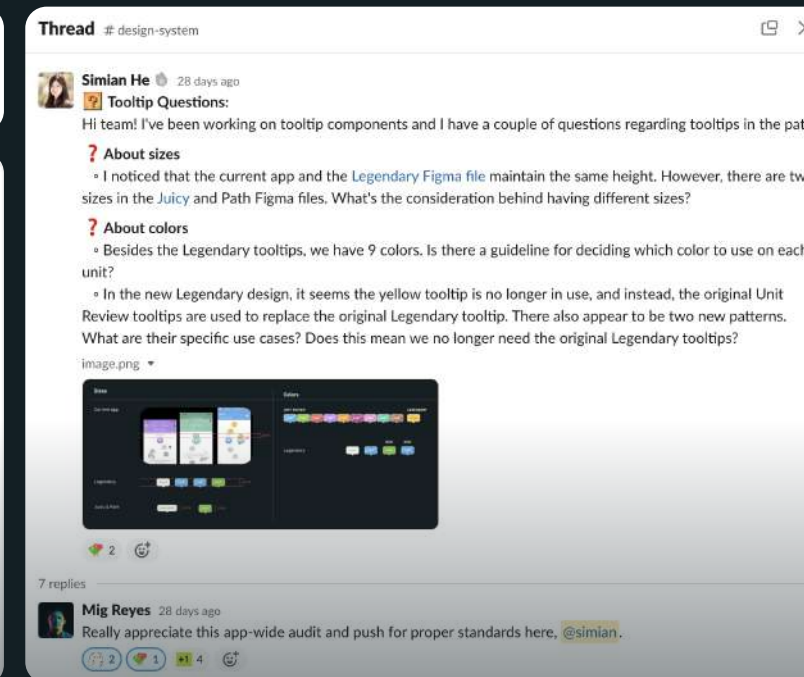 Thread # design-system
Simian He 28 days ago
Tooltip Questions:
Hi team! I've been working on tooltip components and I have a couple of questions regarding tooltips in the pat
About sizes
◦ I noticed that the current app and the Legendary Figma file maintain the same height. However, there are tw
sizes in the Juicy and Path Figma files. What's the consideration behind having different sizes?
About colors
◦ Besides the Legendary tooltips, we have 9 colors. Is there a guideline for deciding which color to use on each
unit?
◦ In the new Legendary design, it seems the yellow tooltip is no longer in use, and instead, the original Unit
Review tooltips are used to replace the original Legendary tooltip. There also appear to be two new patterns.
What are their specific use cases? Does this mean we no longer need the original Legendary tooltips?
image.png
Sizes
Colors
Current app
Legendary
Legendary
Juicy & Path
2
7 replies
Mig Reyes 28 days ago
Really appreciate this app-wide audit and push for proper standards here, @simian.
2 1 +1 4